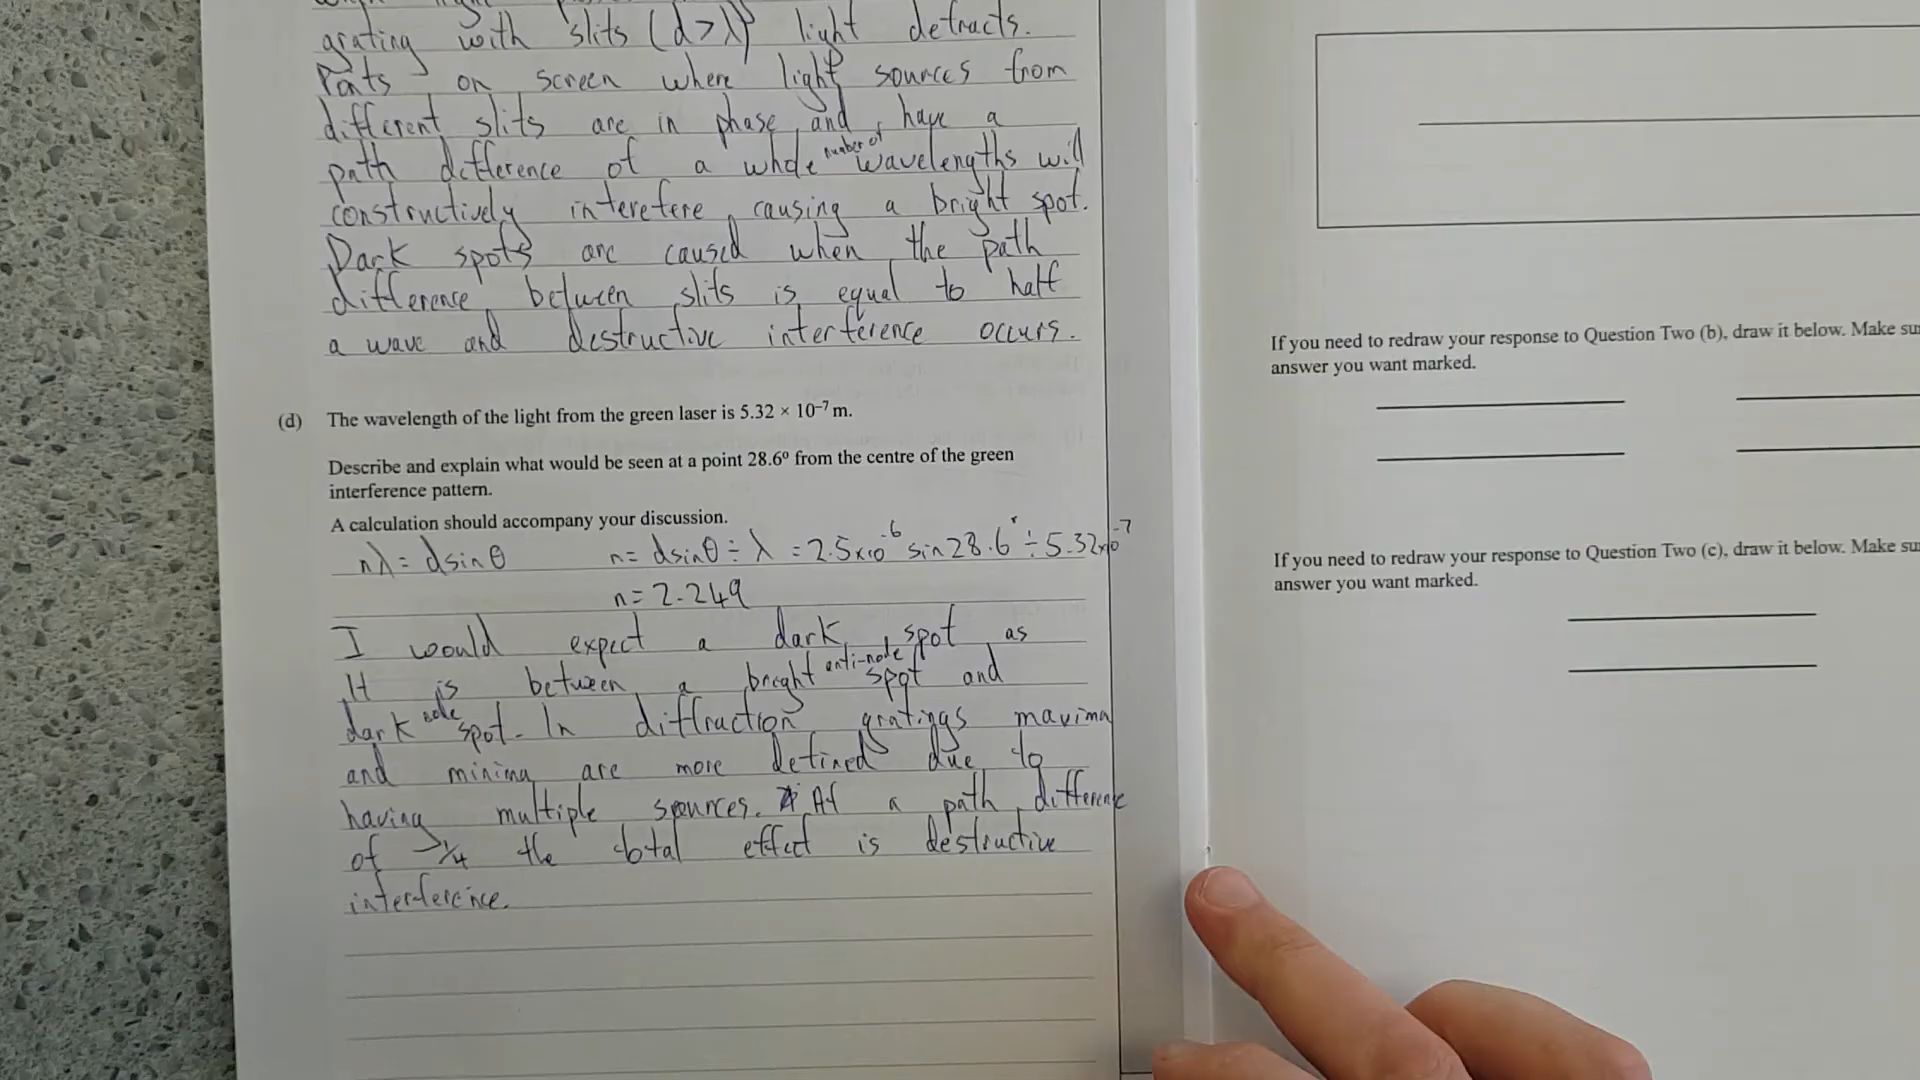 grating with slits (d>λ) light detracts.
Points on screen where light sources from
different slits are in phase, and have a
path difference of a whole number of wavelengths will
constructively interefere, causing a bright spot.
Dark spots are caused when the path
difference between slits is equal to half
a wave and destructive interference occurs.
(d) The wavelength of the light from the green laser is 5.32 × 10⁻⁷ m.
Describe and explain what would be seen at a point 28.6° from the centre of the green
interference pattern.
A calculation should accompany your discussion.
nλ = dsinθ n = dsinθ ÷ λ = 2.5x10⁻⁶ sin28.6° ÷ 5.32x10⁻⁷
n = 2.249
I would expect a dark spot as
It is between a bright anti-node spot and
dark node spot. In diffraction gratings maxima
and minima are more defined due to
having multiple sources. At a path difference
of >1/4 the total effect is destructive
interference.
If you need to redraw your response to Question Two (b), draw it below. Make
answer you want marked.
If you need to redraw your response to Question Two (c), draw it below. Make
answer you want marked.